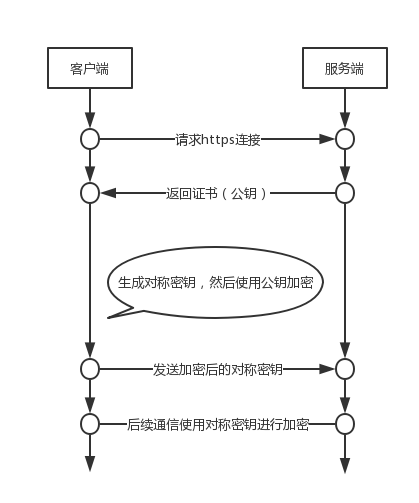 客户端
服务端
请求https连接
返回证书（公钥）
生成对称密钥，然后使用公钥加密
发送加密后的对称密钥
后续通信使用对称密钥进行加密